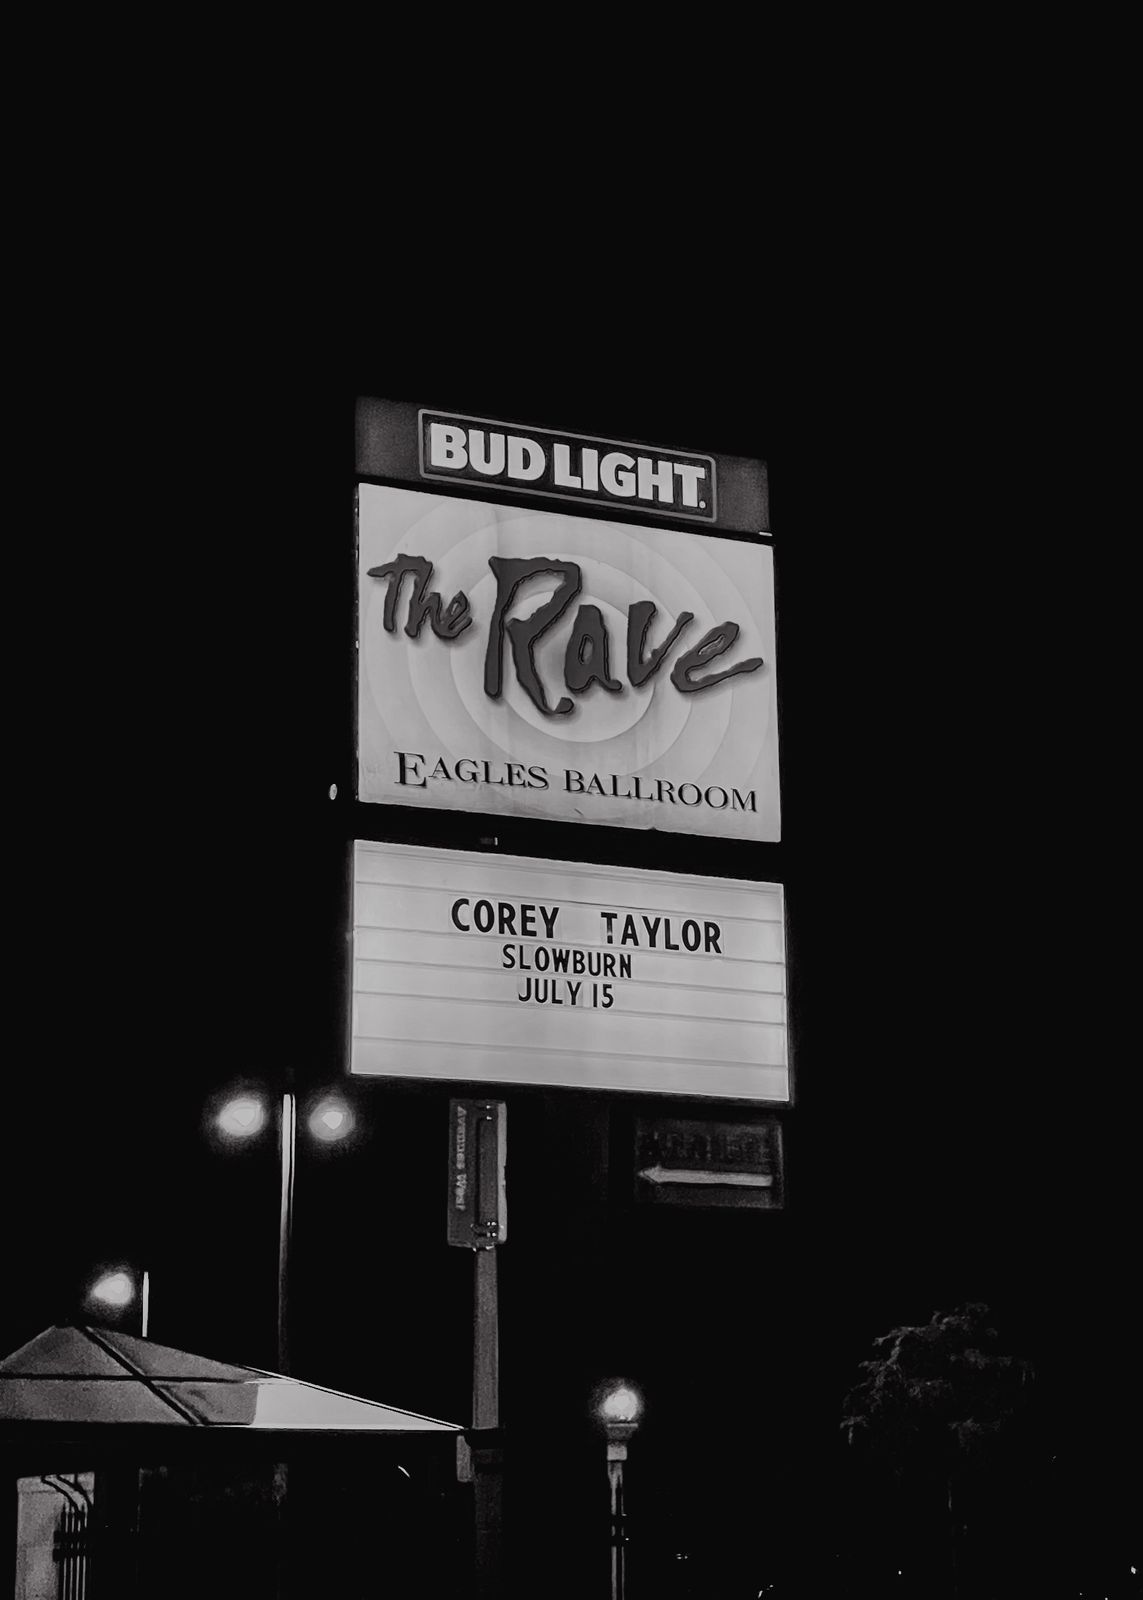 BUD LIGHT.
The Rave
EAGLES BALLROOM
COREY TAYLOR
SLOWBURN
JULY 15